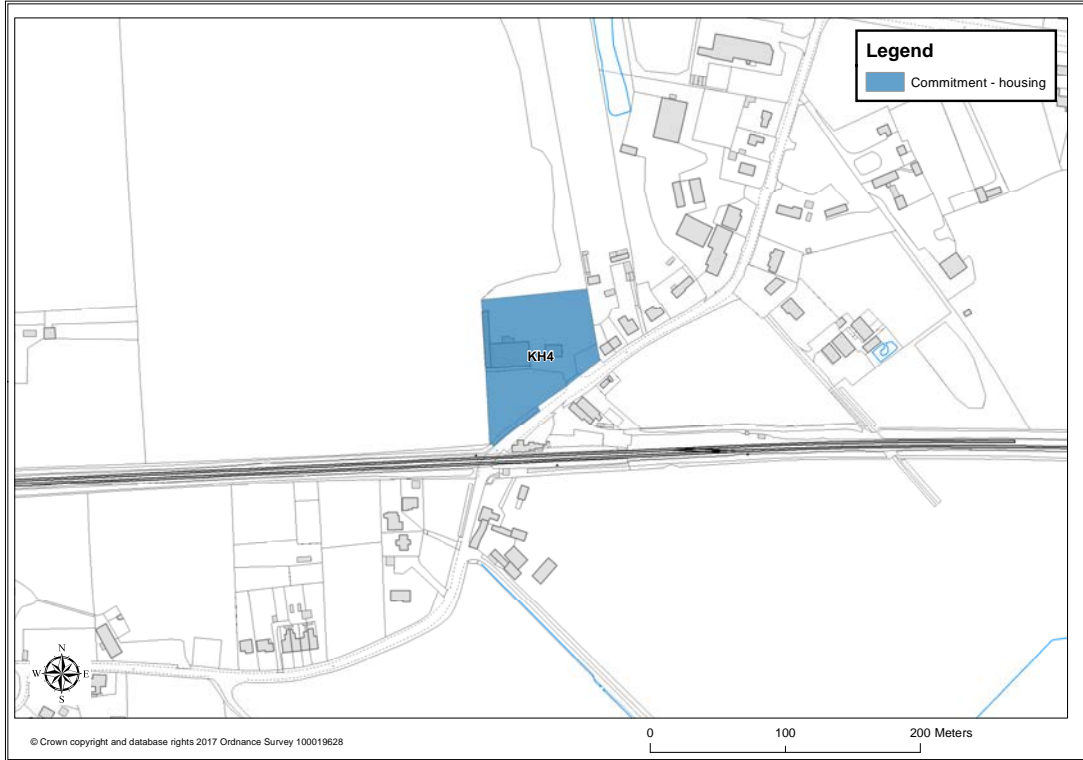 Legend
Commitment - housing
KH4
N
W E
S
© Crown copyright and database rights 2017 Ordnance Survey 100019628
0 100 200 Meters